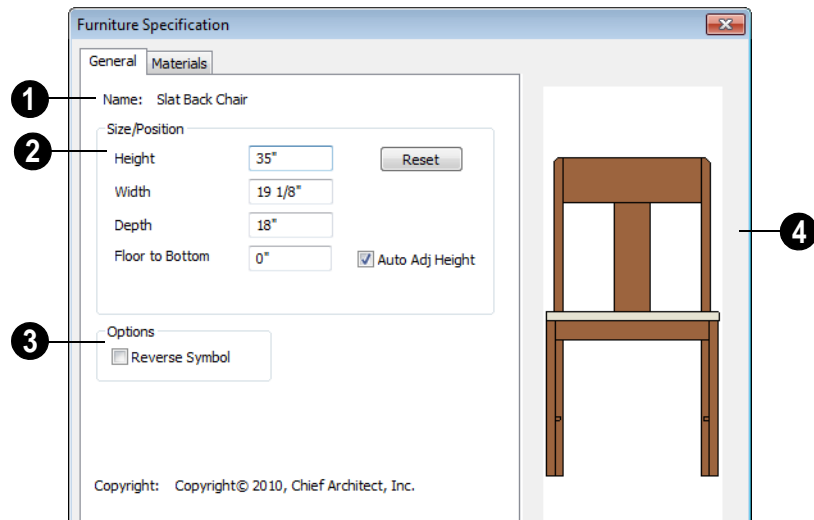 Furniture Specification
General Materials
1 Name: Slat Back Chair
Size/Position
2 Height 35" Reset
Width 19 1/8"
Depth 18"
4
Floor to Bottom 0" Auto Adj Height
Options
3 Reverse Symbol
Copyright: Copyright© 2010, Chief Architect, Inc.